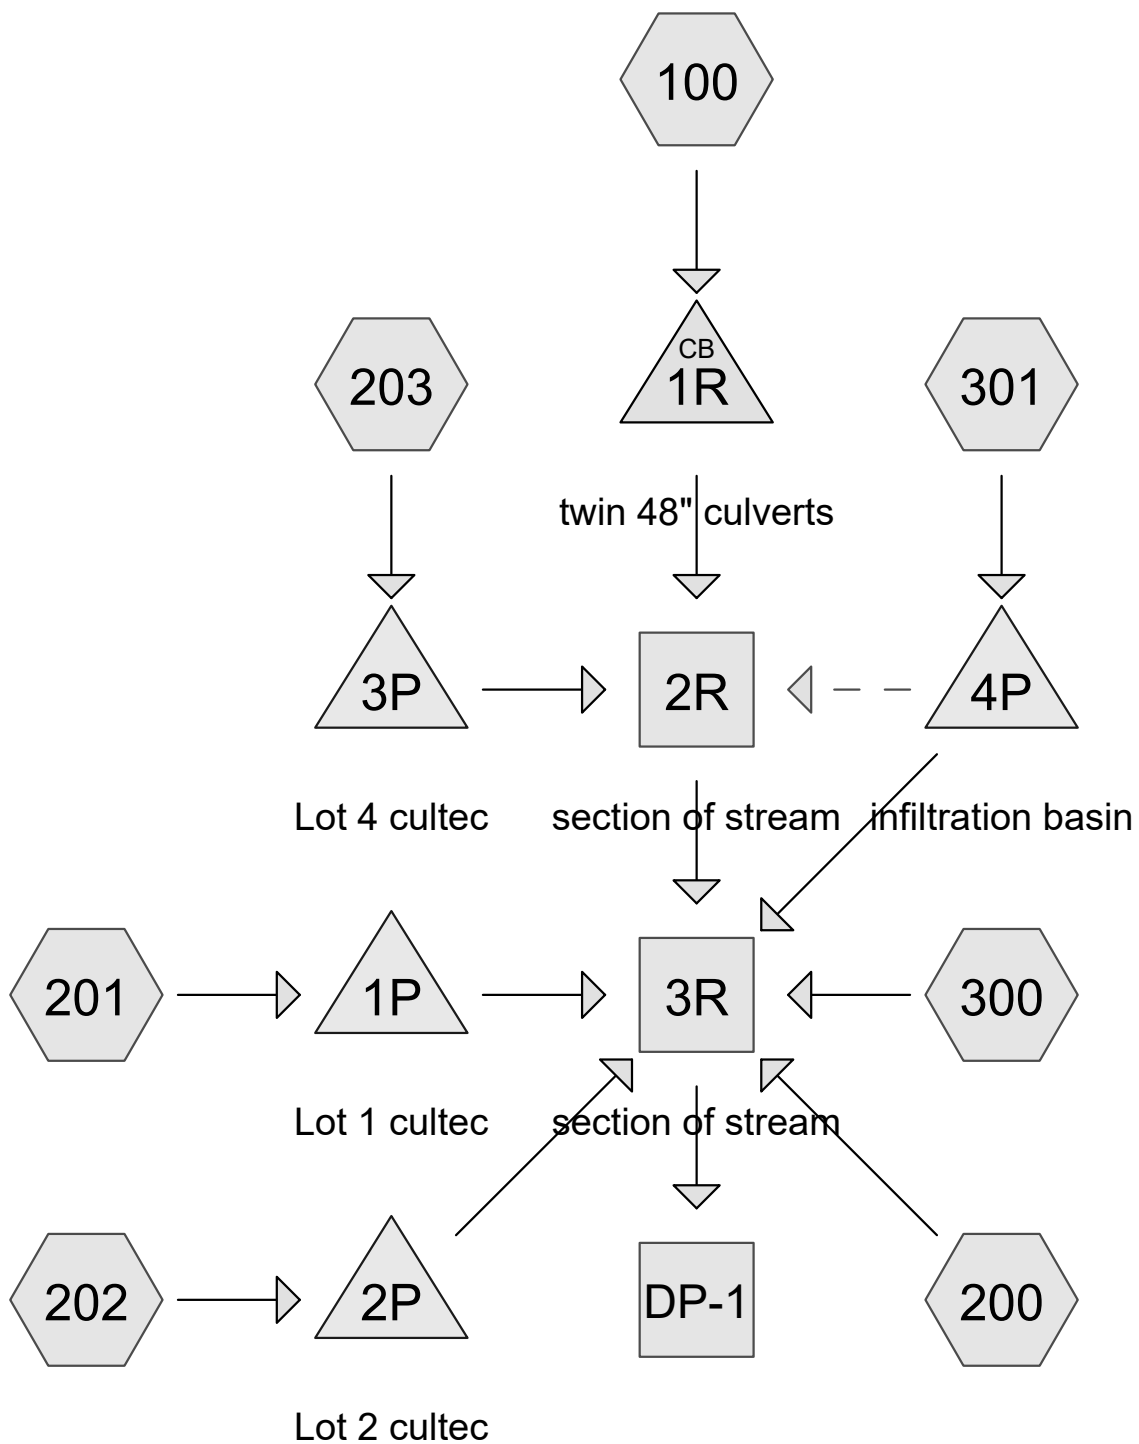 100
CB
1R
203
301
twin 48" culverts
3P
2R
4P
Lot 4 cultec
section of stream
infiltration basin
201
1P
3R
300
Lot 1 cultec
section of stream
202
2P
DP-1
200
Lot 2 cultec